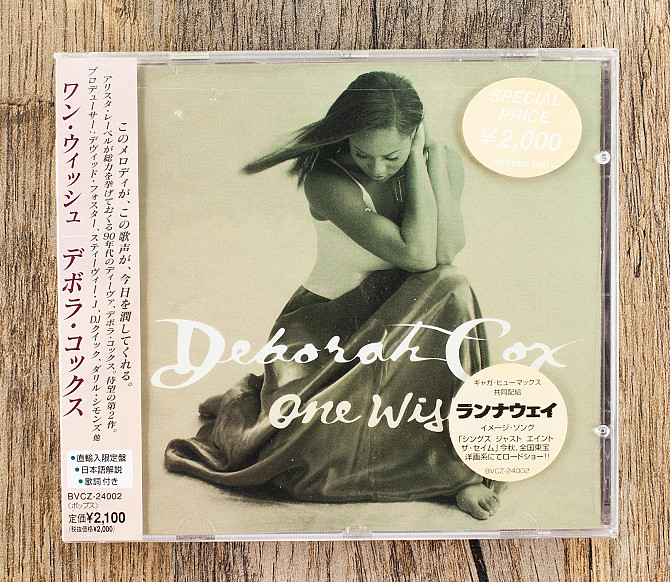 ワン・ウィッシュ デボラ・コックス
このメロディが、この歌声が、今日を潤してくれる。
アリスタ・レーベルが総力を挙げておくる90年代のディーヴァ、デボラ・コックス。待望の第2作。
プロデューサー：デヴィッド・フォスター、スティーヴィー・J、DJクイック、ダリル・シモンズ 他
●直輸入限定盤
●日本語解説
●歌詞付き
BVCZ-24002
〈ポップス〉
定価¥2,100
(税抜価格¥2,000)
SPECIAL
PRICE
¥2,000
(without tax)
Deborah Cox
One Wis
ギャガ・ヒューマックス
共同配給
ランナウェイ
イメージ・ソング
「シングス ジャスト エイント
ザ・セイム」今秋、全国東宝
洋画系にてロードショー!!
BVCZ-24002